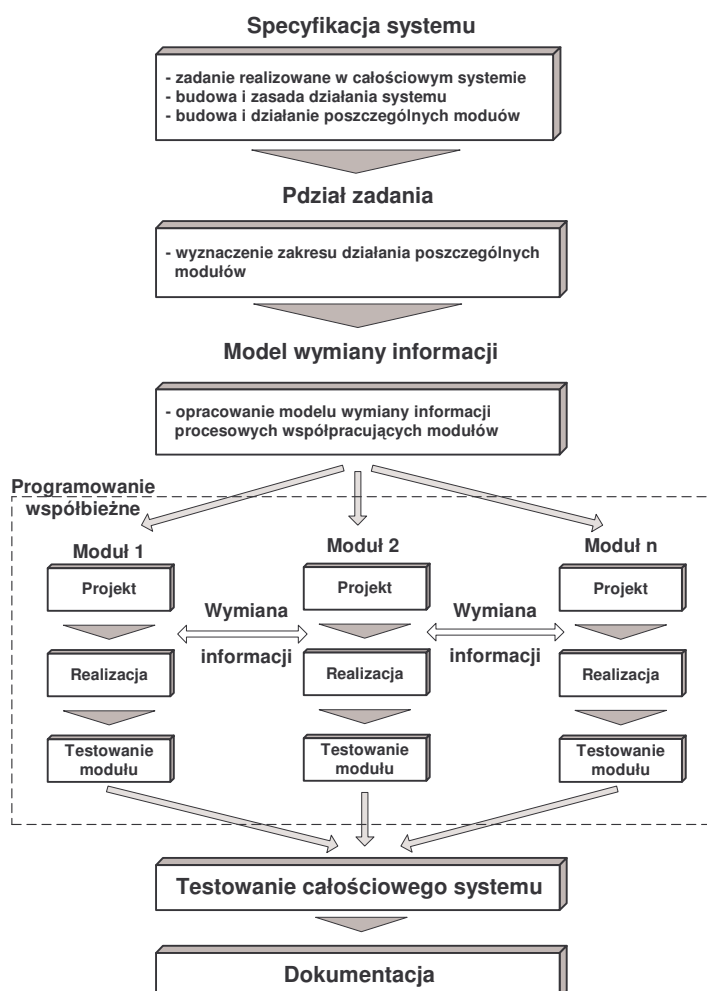 Specyfikacja systemu
- zadanie realizowane w całościowym systemie
- budowa i zasada działania systemu
- budowa i działanie poszczególnych moduów
Pdział zadania
- wyznaczenie zakresu działania poszczególnych
modułów
Model wymiany informacji
- opracowanie modelu wymiany informacji
procesowych współpracujących modułów
Programowanie
współbieżne
Moduł 1
Moduł 2
Moduł n
Projekt
Projekt
Projekt
Wymiana
informacji
Wymiana
informacji
Realizacja
Realizacja
Realizacja
Testowanie
modułu
Testowanie
modułu
Testowanie
modułu
Testowanie całościowego systemu
Dokumentacja